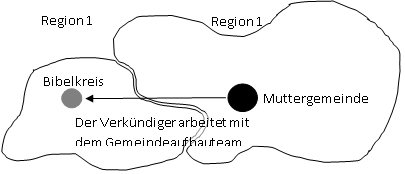 Region 1
Region 1
Bibelkreis
Muttergemeinde
Der Verkündiger arbeitet mit
dem Gemeindeaufbauteam